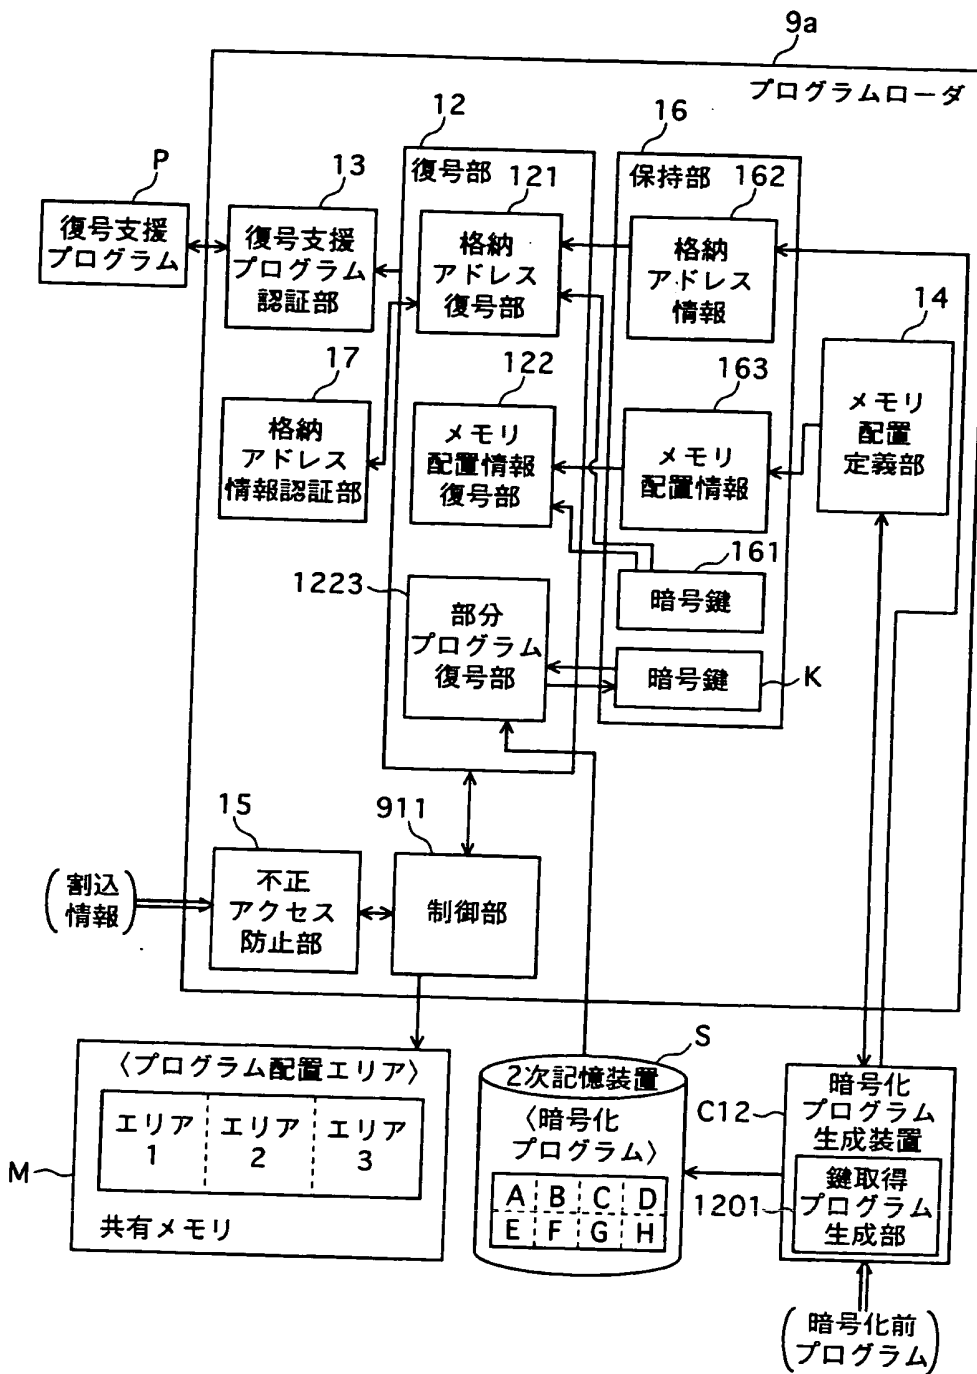 9a
プログラムローダ
12
16
P
13
復号部
121
保持部
162
復号支援
プログラム
復号支援
プログラム
認証部
格納
アドレス
復号部
格納
アドレス
情報
14
17
122
163
メモリ
配置
定義部
格納
アドレス
情報認証部
メモリ
配置情報
復号部
メモリ
配置情報
161
1223
暗号鍵
部分
プログラム
復号部
暗号鍵
K
15
911
割込
情報
不正
アクセス
防止部
制御部
S
〈プログラム配置エリア〉
2次記憶装置
暗号化
プログラム
生成装置
C12
エリア
1
エリア
2
エリア
3
〈暗号化
プログラム〉
M
A B C D
E F G H
1201
鍵取得
プログラム
生成部
共有メモリ
(暗号化前
プログラム)